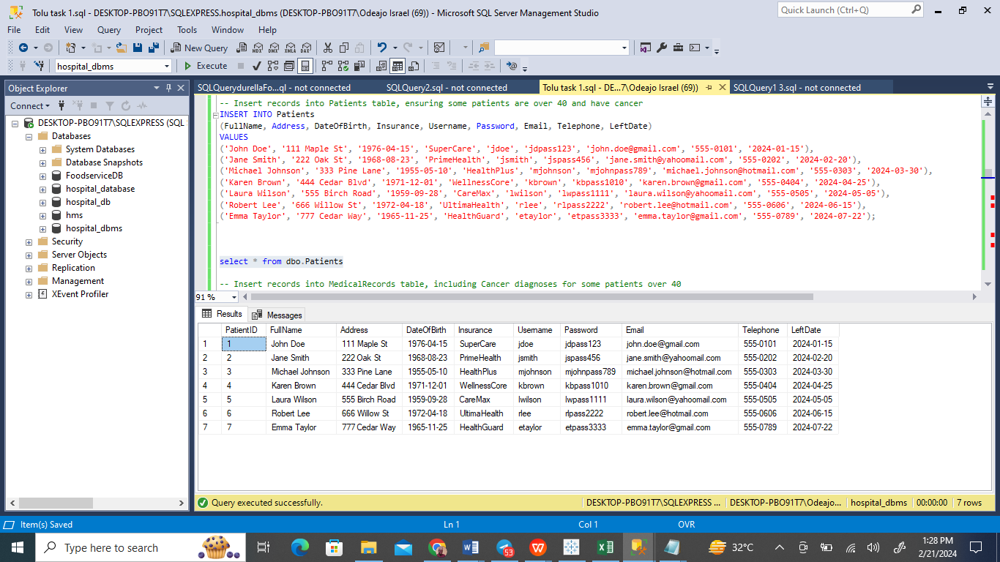 Tolu task 1.sql - DESKTOP-PBO91T7\SQLEXPRESS.hospital_dbms (DESKTOP-PBO91T7\Odeajo Israel (69)) - Microsoft SQL Server Management Studio
Quick Launch (Ctrl+Q)
File Edit View Query Project Tools Window Help
New Query MDX DMX XMLA DAX
hospital_dbms Execute
Object Explorer
SQLQuerydurellaFo...ql - not connected SQLQuery2.sql - not connected Tolu task 1.sql - DE...7\Odeajo Israel (69)) SQLQuery1 3.sql - not connected
Connect
DESKTOP-PBO91T7\SQLEXPRESS (SQL
Databases
System Databases
Database Snapshots
FoodserviceDB
hospital_database
hospital_db
hms
hospital_dbms
Security
Server Objects
Replication
Management
XEvent Profiler
-- Insert records into Patients table, ensuring some patients are over 40 and have cancer
INSERT INTO Patients
(FullName, Address, DateOfBirth, Insurance, Username, Password, Email, Telephone, LeftDate)
VALUES
('John Doe', '111 Maple St', '1976-04-15', 'SuperCare', 'jdoe', 'jdpass123', 'john.doe@gmail.com', '555-0101', '2024-01-15'),
('Jane Smith', '222 Oak St', '1968-08-23', 'PrimeHealth', 'jsmith', 'jspass456', 'jane.smith@yahoomail.com', '555-0202', '2024-02-20'),
('Michael Johnson', '333 Pine Lane', '1955-05-10', 'HealthPlus', 'mjohnson', 'mjohnpass789', 'michael.johnson@hotmail.com', '555-0303', '2024-03-30'),
('Karen Brown', '444 Cedar Blvd', '1971-12-01', 'WellnessCore', 'kbrown', 'kbpass1010', 'karen.brown@gmail.com', '555-0404', '2024-04-25'),
('Laura Wilson', '555 Birch Road', '1959-09-28', 'CareMax', 'lwilson', 'lwpass1111', 'laura.wilson@yahoomail.com', '555-0505', '2024-05-05'),
('Robert Lee', '666 Willow St', '1972-04-18', 'UltimaHealth', 'rlee', 'rlpass2222', 'robert.lee@hotmail.com', '555-0606', '2024-06-15'),
('Emma Taylor', '777 Cedar Way', '1965-11-25', 'HealthGuard', 'etaylor', 'etpass3333', 'emma.taylor@gmail.com', '555-0789', '2024-07-22');
select * from dbo.Patients
-- Insert records into MedicalRecords table, including Cancer diagnoses for some patients over 40
91 %
Results Messages
PatientID FullName Address DateOfBirth Insurance Username Password Email Telephone LeftDate
1 1 John Doe 111 Maple St 1976-04-15 SuperCare jdoe jdpass123 john.doe@gmail.com 555-0101 2024-01-15
2 2 Jane Smith 222 Oak St 1968-08-23 PrimeHealth jsmith jspass456 jane.smith@yahoomail.com 555-0202 2024-02-20
3 3 Michael Johnson 333 Pine Lane 1955-05-10 HealthPlus mjohnson mjohnpass789 michael.johnson@hotmail.com 555-0303 2024-03-30
4 4 Karen Brown 444 Cedar Blvd 1971-12-01 WellnessCore kbrown kbpass1010 karen.brown@gmail.com 555-0404 2024-04-25
5 5 Laura Wilson 555 Birch Road 1959-09-28 CareMax lwilson lwpass1111 laura.wilson@yahoomail.com 555-0505 2024-05-05
6 6 Robert Lee 666 Willow St 1972-04-18 UltimaHealth rlee rlpass2222 robert.lee@hotmail.com 555-0606 2024-06-15
7 7 Emma Taylor 777 Cedar Way 1965-11-25 HealthGuard etaylor etpass3333 emma.taylor@gmail.com 555-0789 2024-07-22
Query executed successfully. DESKTOP-PBO91T7\SQLEXPRESS ... DESKTOP-PBO91T7\Odeajo... hospital_dbms 00:00:00 7 rows
Item(s) Saved Ln 1 Col 1 OVR
Type here to search 53 32°C 1:28 PM
2/21/2024